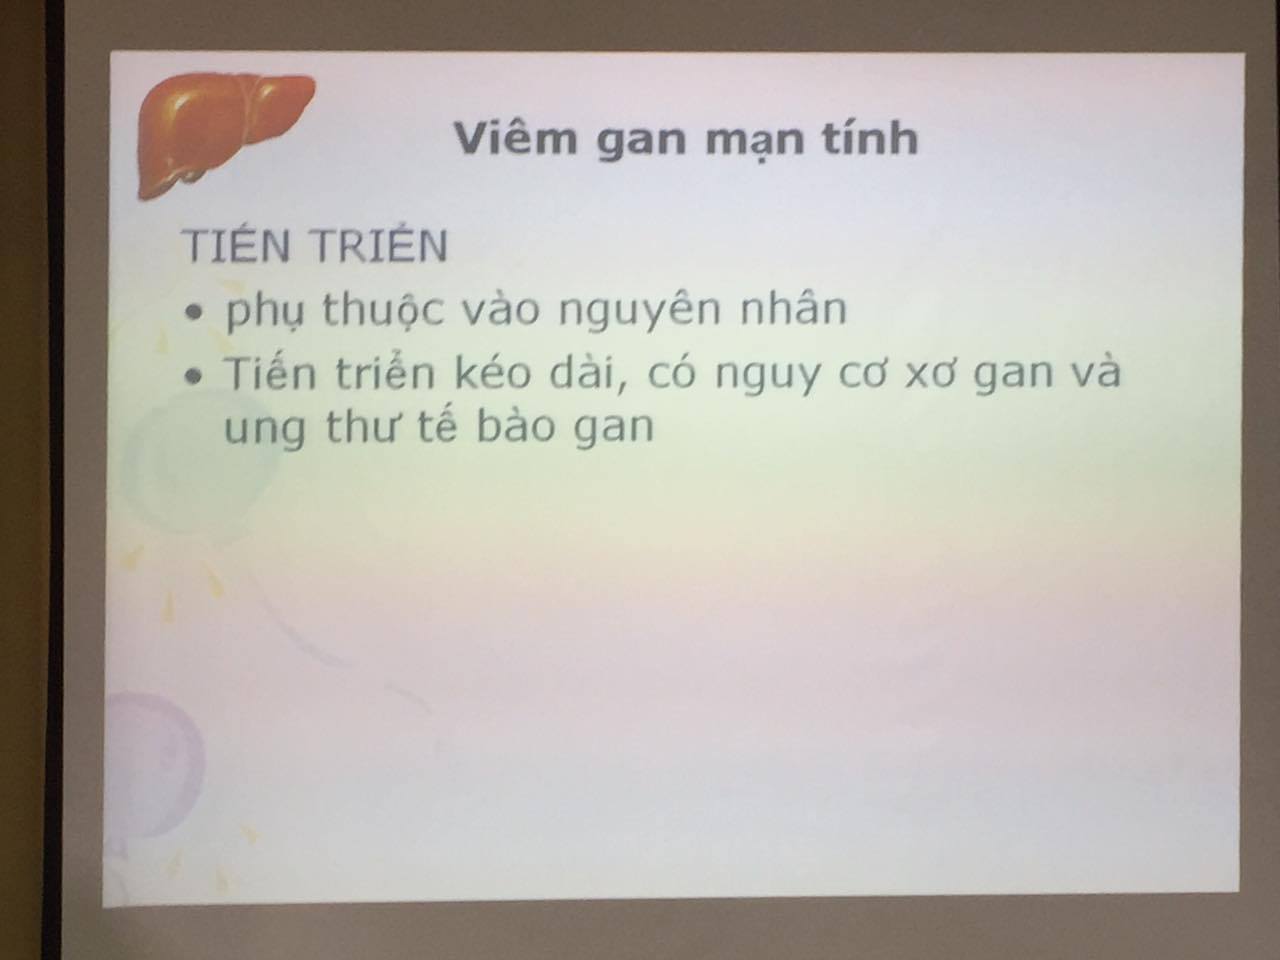 Viêm gan mạn tính
TIẾN TRIỂN
• phụ thuộc vào nguyên nhân
• Tiến triển kéo dài, có nguy cơ xơ gan và
ung thư tế bào gan